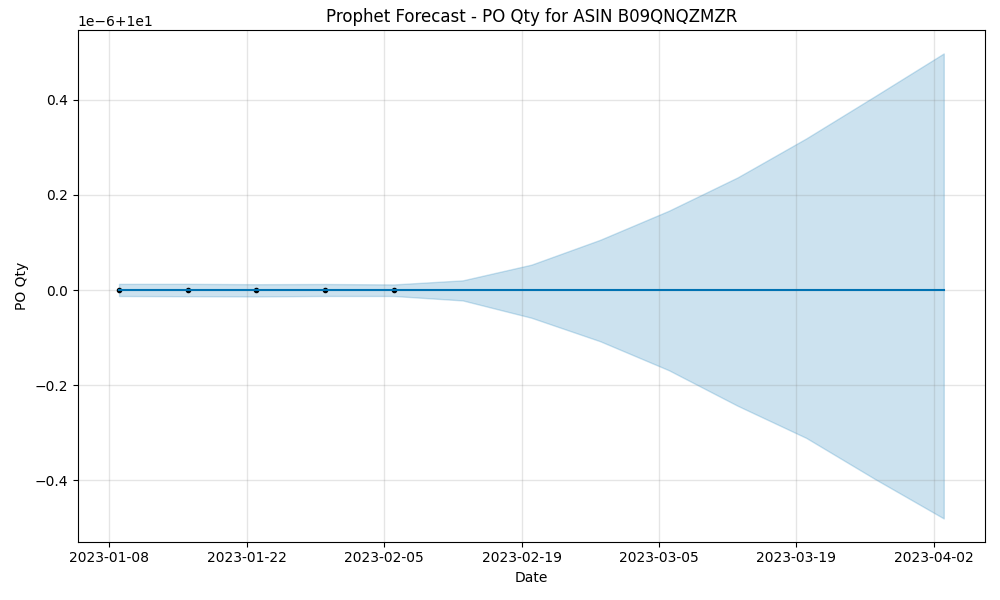 Prophet Forecast - PO Qty for ASIN B09QNQZMZR
1e−6+1e1
0.4
0.2
0.0
−0.2
−0.4
PO Qty
2023-01-08 2023-01-22 2023-02-05 2023-02-19 2023-03-05 2023-03-19 2023-04-02
Date